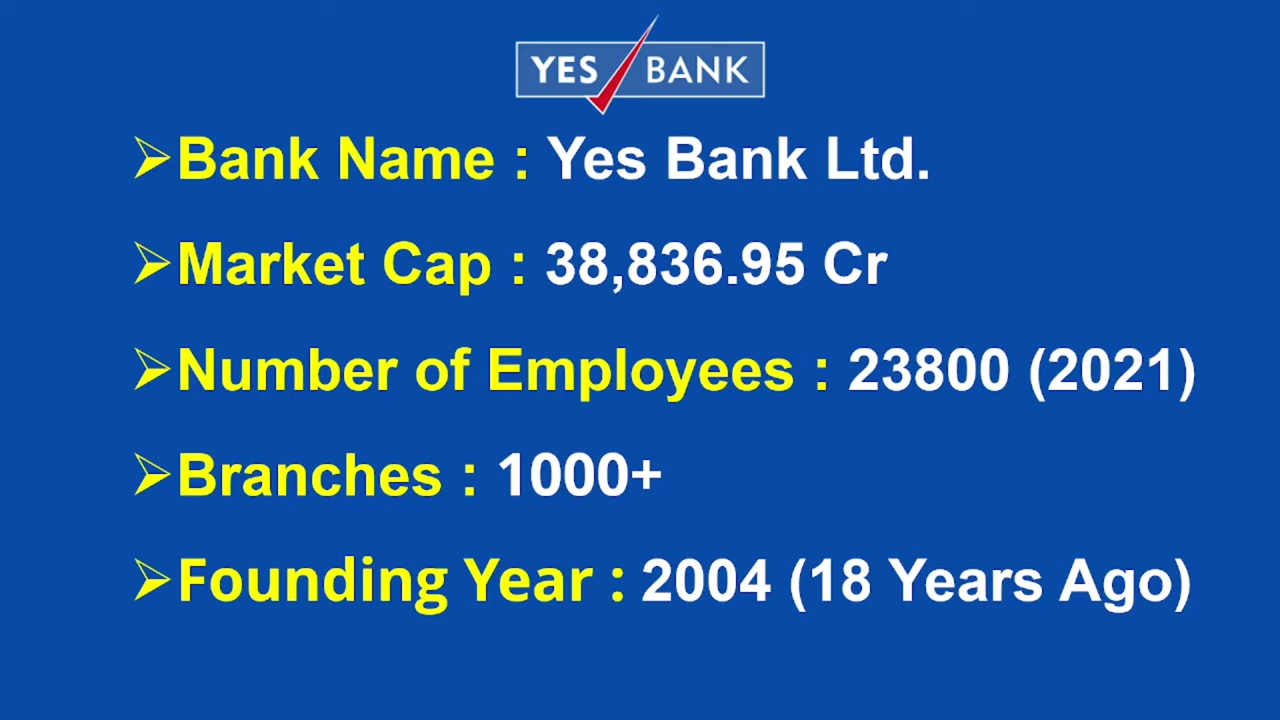 YES BANK
➢Bank Name : Yes Bank Ltd.
➢Market Cap : 38,836.95 Cr
➢Number of Employees : 23800 (2021)
➢Branches : 1000+
➢Founding Year : 2004 (18 Years Ago)